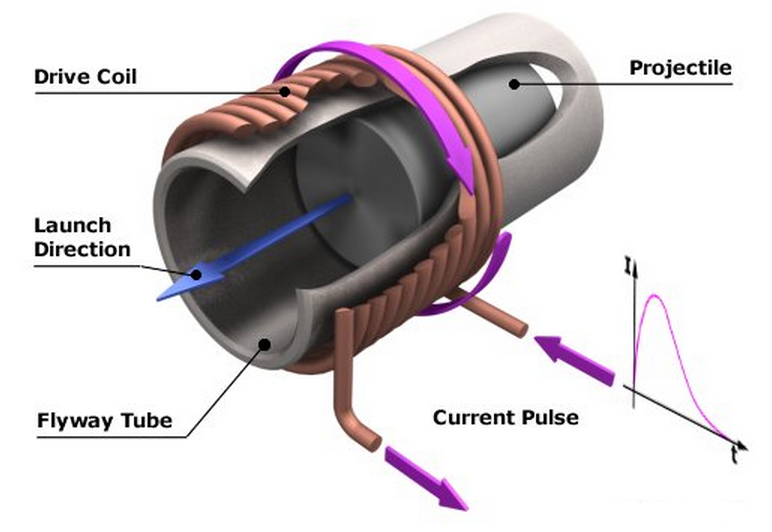 Drive Coil
Projectile
Launch
Direction
I
Flyway Tube
Current Pulse
t